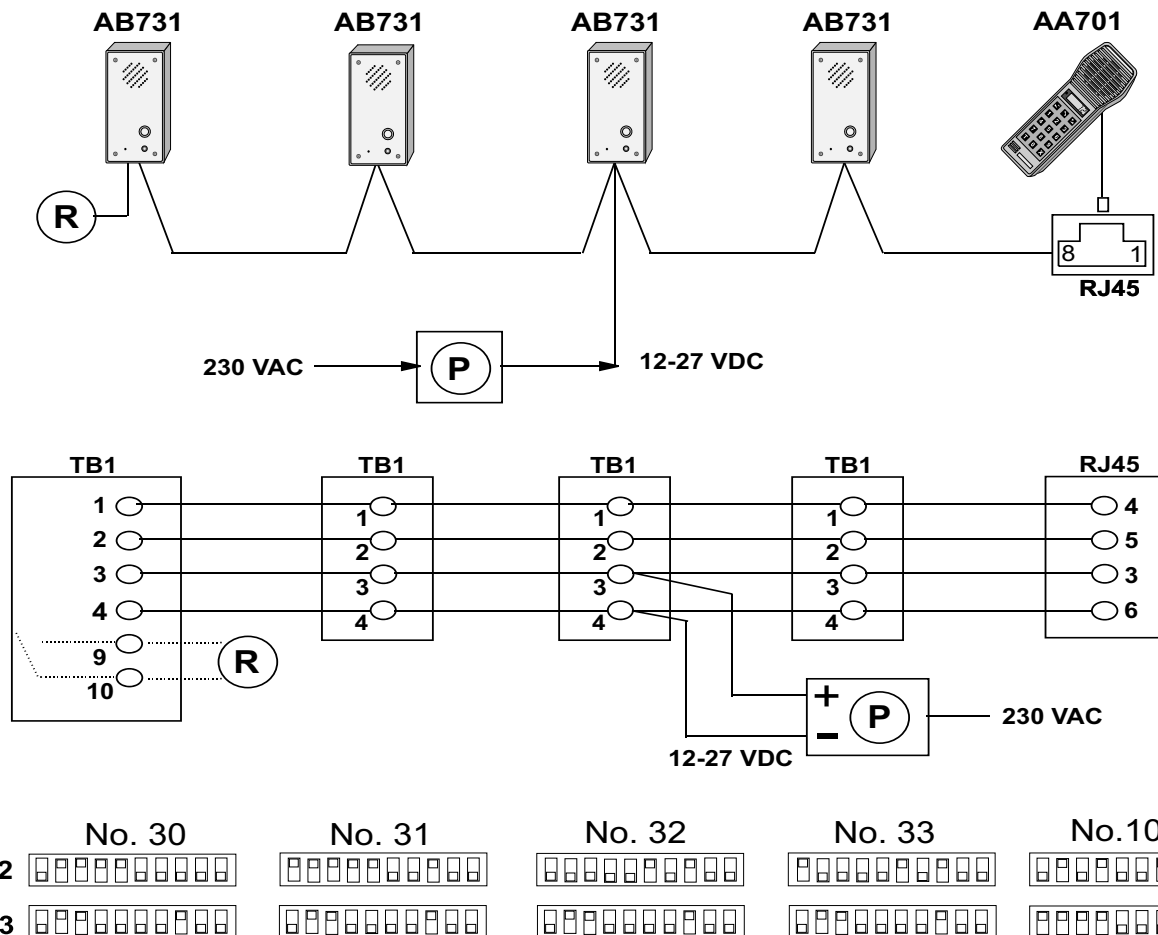 AB731 AB731 AB731 AB731 AA701
R
8 1
RJ45
230 VAC P 12-27 VDC
TB1 TB1 TB1 TB1 RJ45
1 1 1 1 4
2 2 2 2 5
3 3 3 3 3
4 4 4 4 6
9 R
10
+ P 230 VAC
-
12-27 VDC
No. 30 No. 31 No. 32 No. 33 No.10
2
3